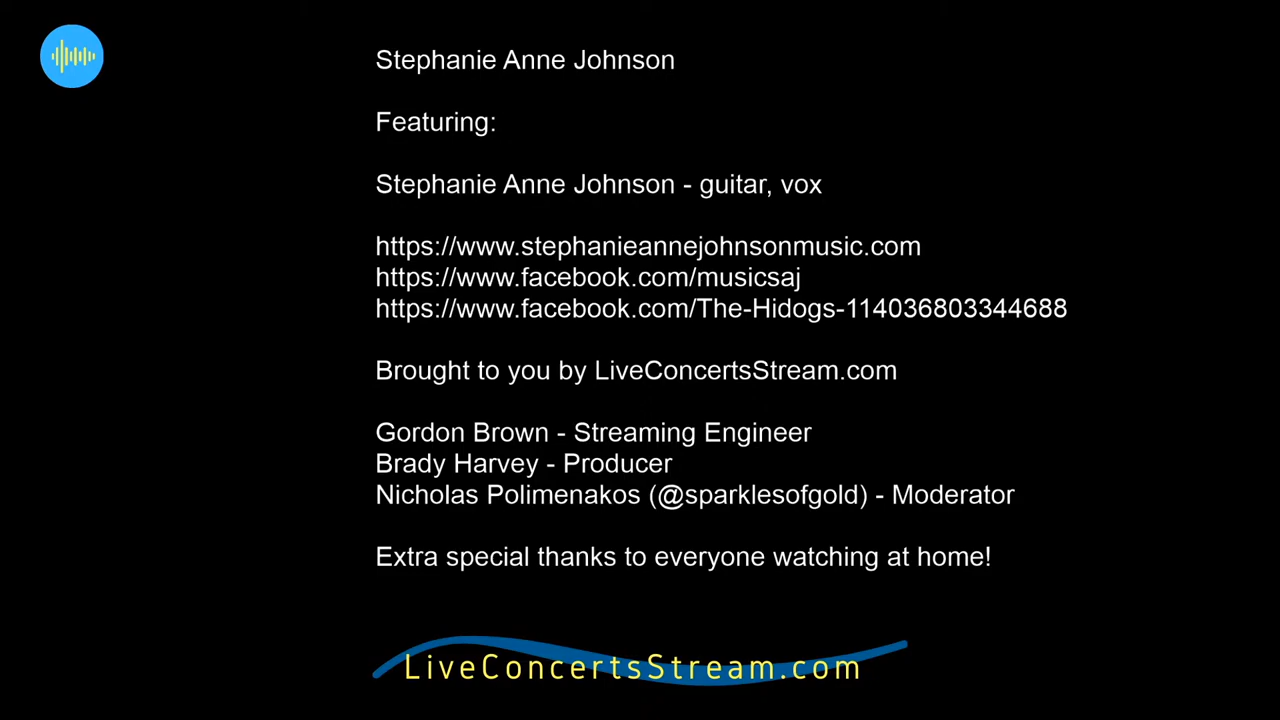 Stephanie Anne Johnson
Featuring:
Stephanie Anne Johnson - guitar, vox
https://www.stephanieannejohnsonmusic.com
https://www.facebook.com/musicsaj
https://www.facebook.com/The-Hidogs-114036803344688
Brought to you by LiveConcertsStream.com
Gordon Brown - Streaming Engineer
Brady Harvey - Producer
Nicholas Polimenakos (@sparklesofgold) - Moderator
Extra special thanks to everyone watching at home!
LiveConcertsStream.com